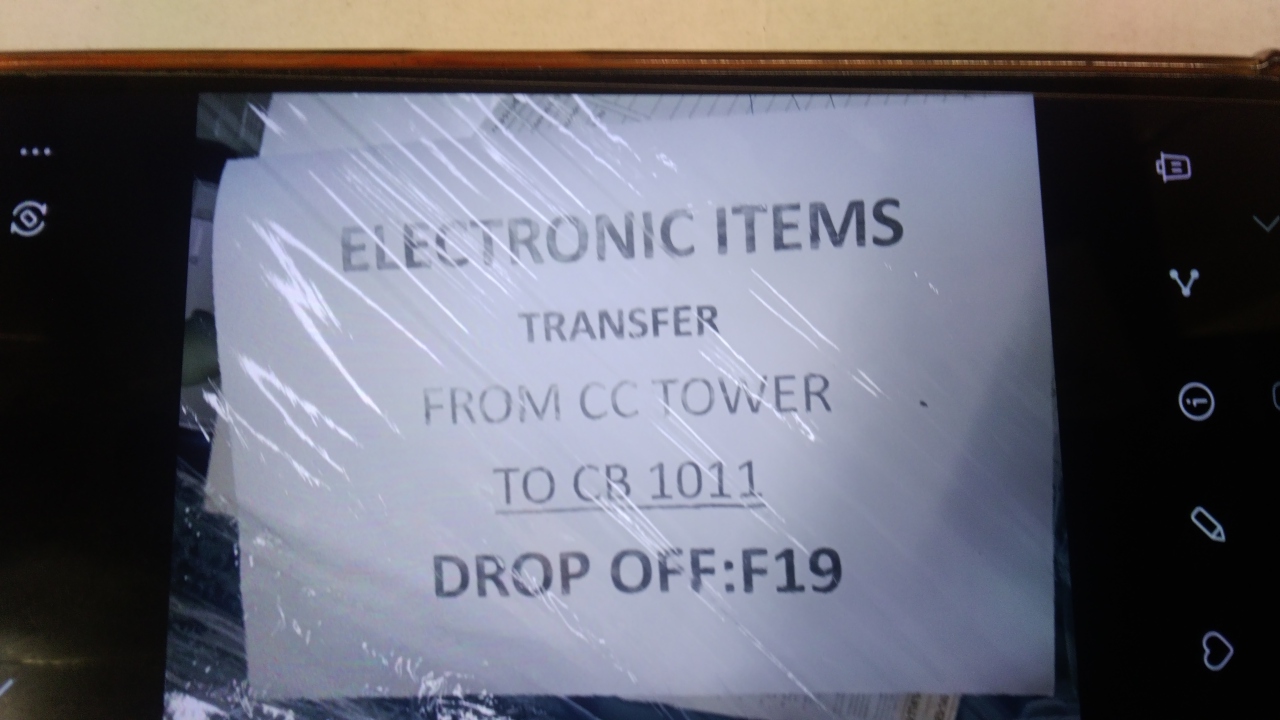 ELECTRONIC ITEMS
TRANSFER
FROM CC TOWER
TO CB 1011
DROP OFF:F19